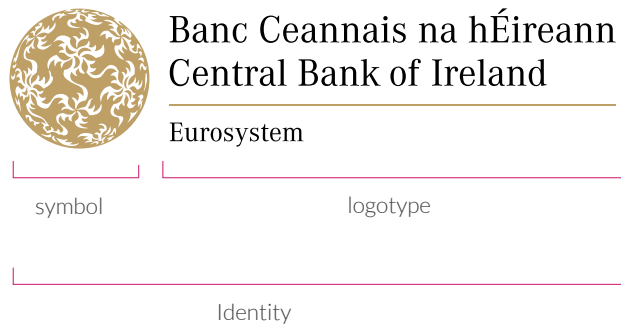 Banc Ceannais na hÉireann
Central Bank of Ireland
Eurosystem
symbol
logotype
Identity